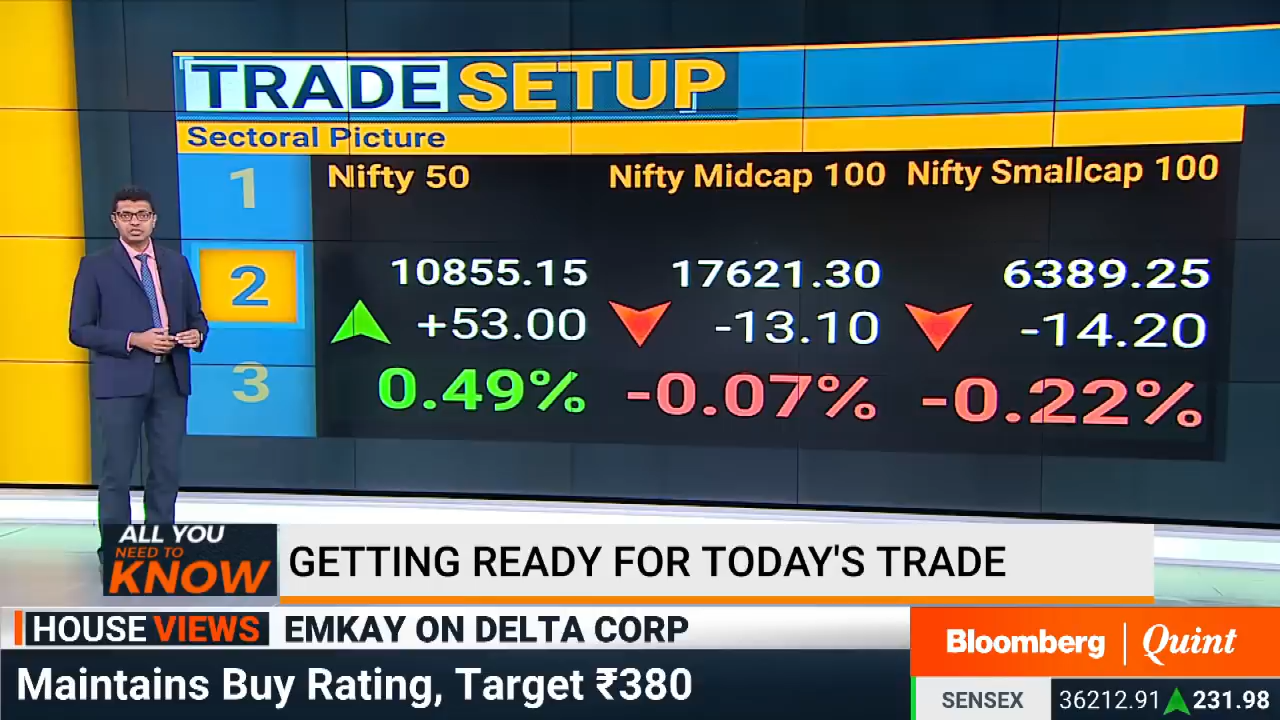 TRADE SETUP
Sectoral Picture
1
2
3
Nifty 50
10855.15
+53.00
0.49%
Nifty Midcap 100
17621.30
-13.10
-0.07%
Nifty Smallcap 100
6389.25
-14.20
-0.22%
ALL YOU
NEED TO
KNOW
GETTING READY FOR TODAY'S TRADE
HOUSE VIEWS
EMKAY ON DELTA CORP
Maintains Buy Rating, Target ₹380
Bloomberg | Quint
SENSEX 36212.91 231.98